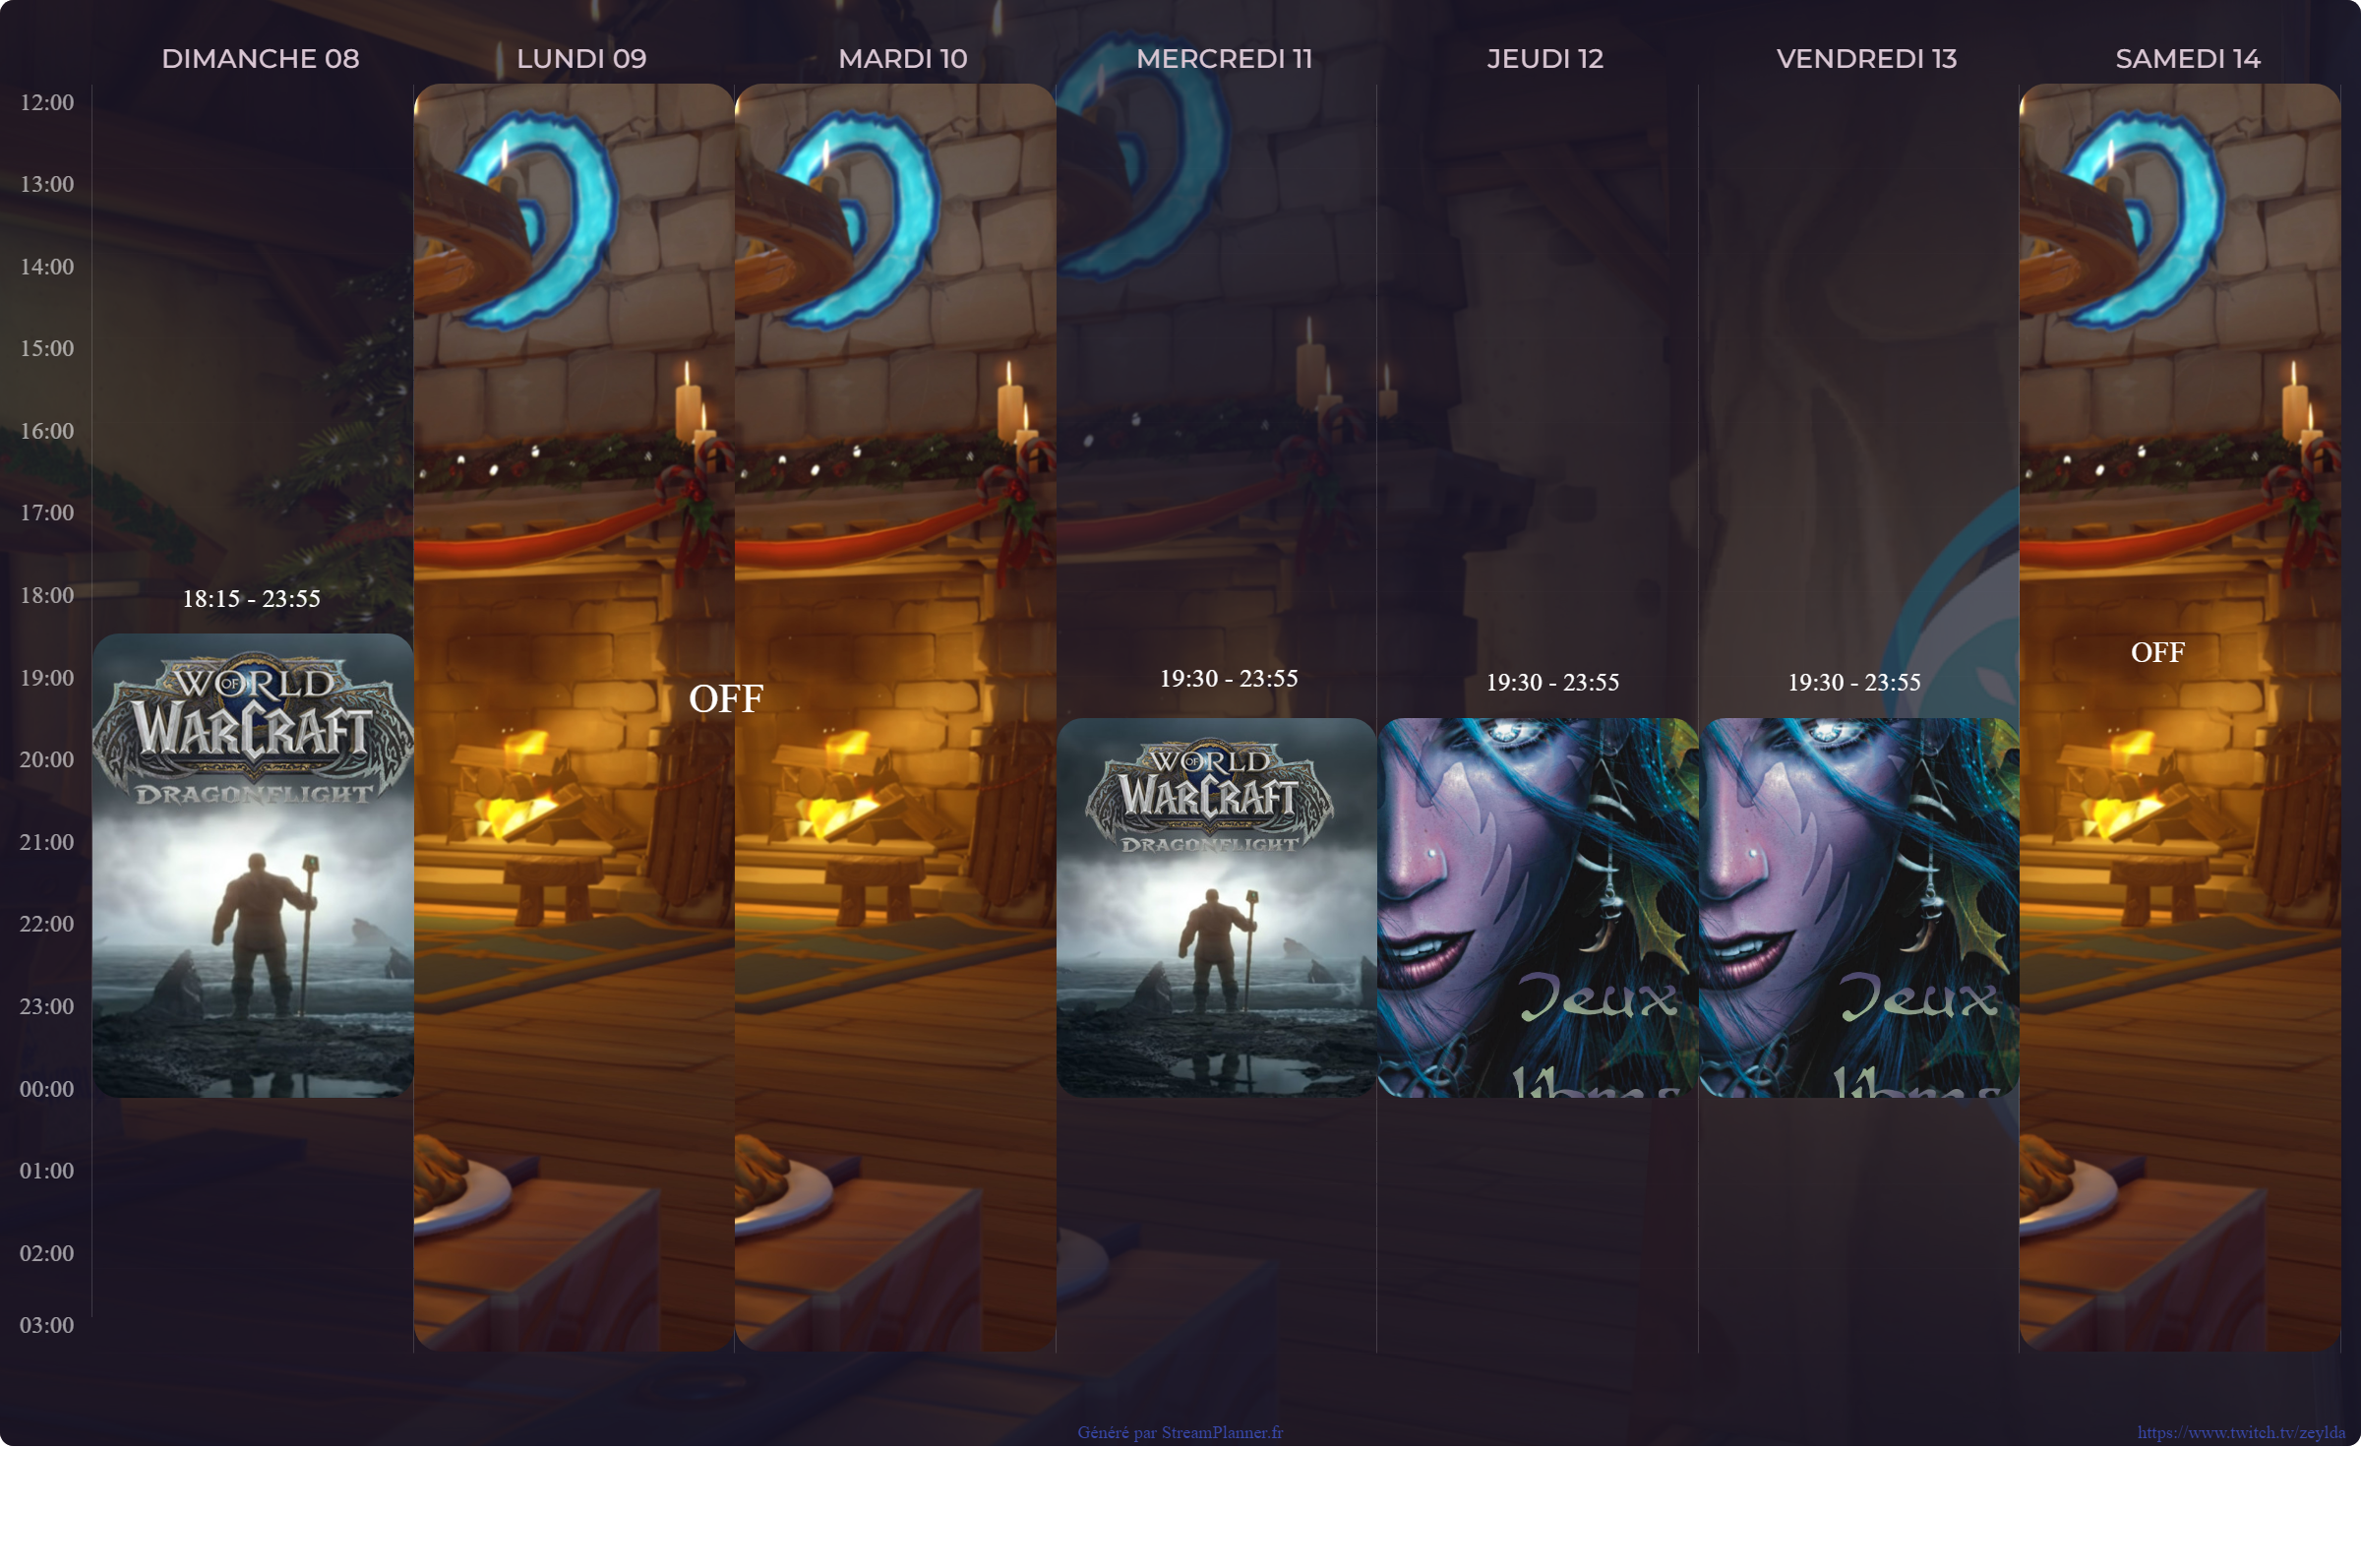 DIMANCHE 08
LUNDI 09
MARDI 10
MERCREDI 11
JEUDI 12
VENDREDI 13
SAMEDI 14
12:00
13:00
14:00
15:00
16:00
17:00
18:00
19:00
20:00
21:00
22:00
23:00
00:00
01:00
02:00
03:00
18:15 - 23:55
WORLD
OF
WARCRAFT
DRAGONFLIGHT
OFF
19:30 - 23:55
WORLD
OF
WARCRAFT
DRAGONFLIGHT
19:30 - 23:55
Jeux
libres
19:30 - 23:55
Jeux
libres
OFF
Généré par StreamPlanner.fr
https://www.twitch.tv/zeylda